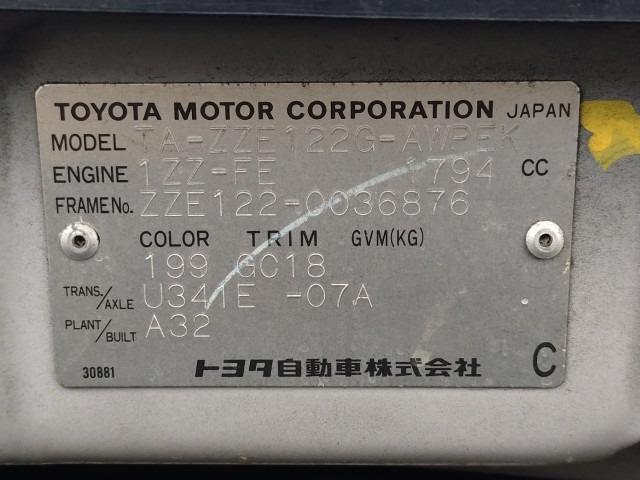 TOYOTA MOTOR CORPORATION JAPAN
MODEL TA-ZZE122G-AWPEK
ENGINE 1ZZ-FE 1794 CC
FRAME No. ZZE122-0036876
COLOR TRIM GVM(KG)
199 GC18
TRANS./AXLE U341E -07A
PLANT/BUILT A32
30881 トヨタ自動車株式会社 C